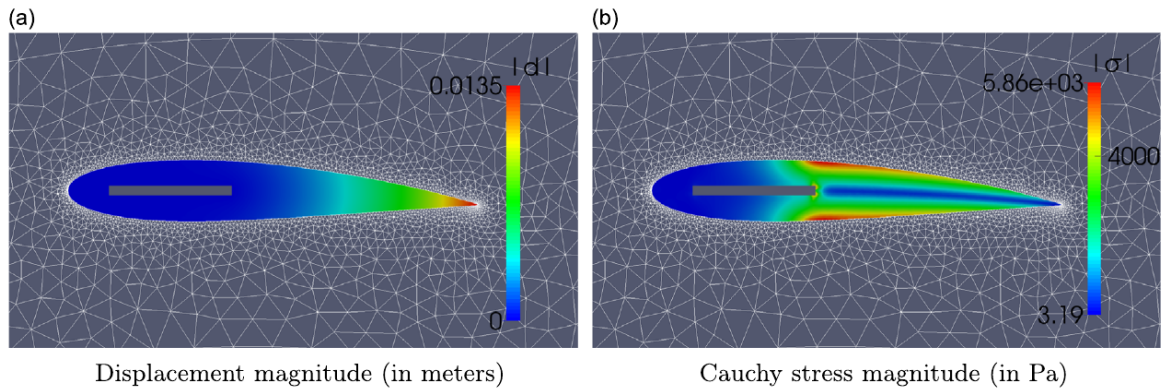 (a)
(b)
|d|
0.0135
0
|σ|
5.86e+03
4000
3.19
Displacement magnitude (in meters)
Cauchy stress magnitude (in Pa)